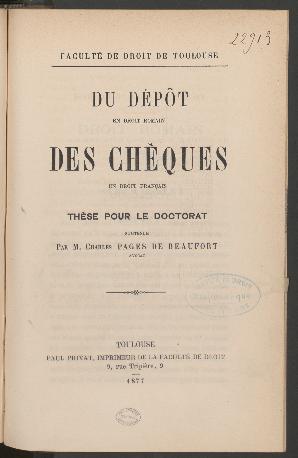 22913
FACULTÉ DE DROIT DE TOULOUSE
DU DÉPÔT
EN DROIT ROMAIN
DES CHÈQUES
EN DROIT FRANÇAIS
THÈSE POUR LE DOCTORAT
SOUTENUE
PAR M. CHARLES PAGES DE BEAUFORT
AVOCAT
TOULOUSE
PAUL PRIVAT, IMPRIMEUR DE LA FACULTÉ DE DROIT
9, rue Tripière, 9
1877